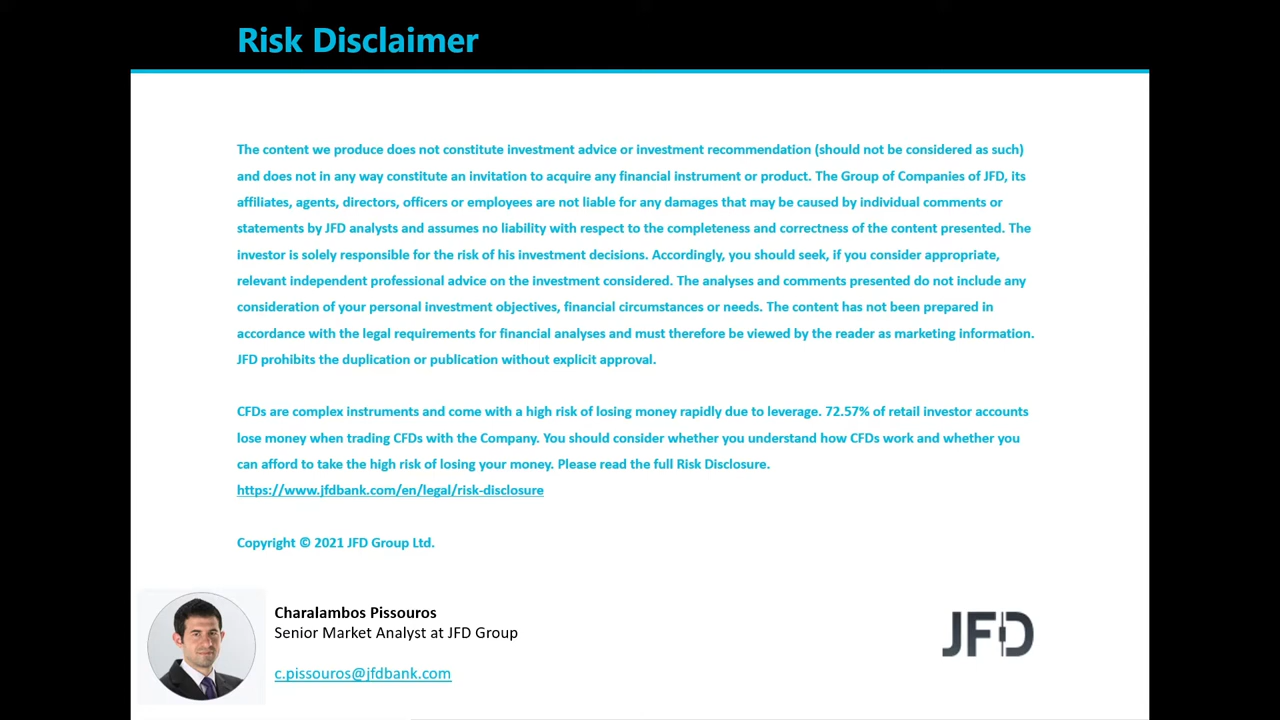 Risk Disclaimer
The content we produce does not constitute investment advice or investment recommendation (should not be considered as such)
and does not in any way constitute an invitation to acquire any financial instrument or product. The Group of Companies of JFD, its
affiliates, agents, directors, officers or employees are not liable for any damages that may be caused by individual comments or
statements by JFD analysts and assumes no liability with respect to the completeness and correctness of the content presented. The
investor is solely responsible for the risk of his investment decisions. Accordingly, you should seek, if you consider appropriate,
relevant independent professional advice on the investment considered. The analyses and comments presented do not include any
consideration of your personal investment objectives, financial circumstances or needs. The content has not been prepared in
accordance with the legal requirements for financial analyses and must therefore be viewed by the reader as marketing information.
JFD prohibits the duplication or publication without explicit approval.
CFDs are complex instruments and come with a high risk of losing money rapidly due to leverage. 72.57% of retail investor accounts
lose money when trading CFDs with the Company. You should consider whether you understand how CFDs work and whether you
can afford to take the high risk of losing your money. Please read the full Risk Disclosure.
https://www.jfdbank.com/en/legal/risk-disclosure
Copyright © 2021 JFD Group Ltd.
Charalambos Pissouros
Senior Market Analyst at JFD Group
c.pissouros@jfdbank.com
JFD